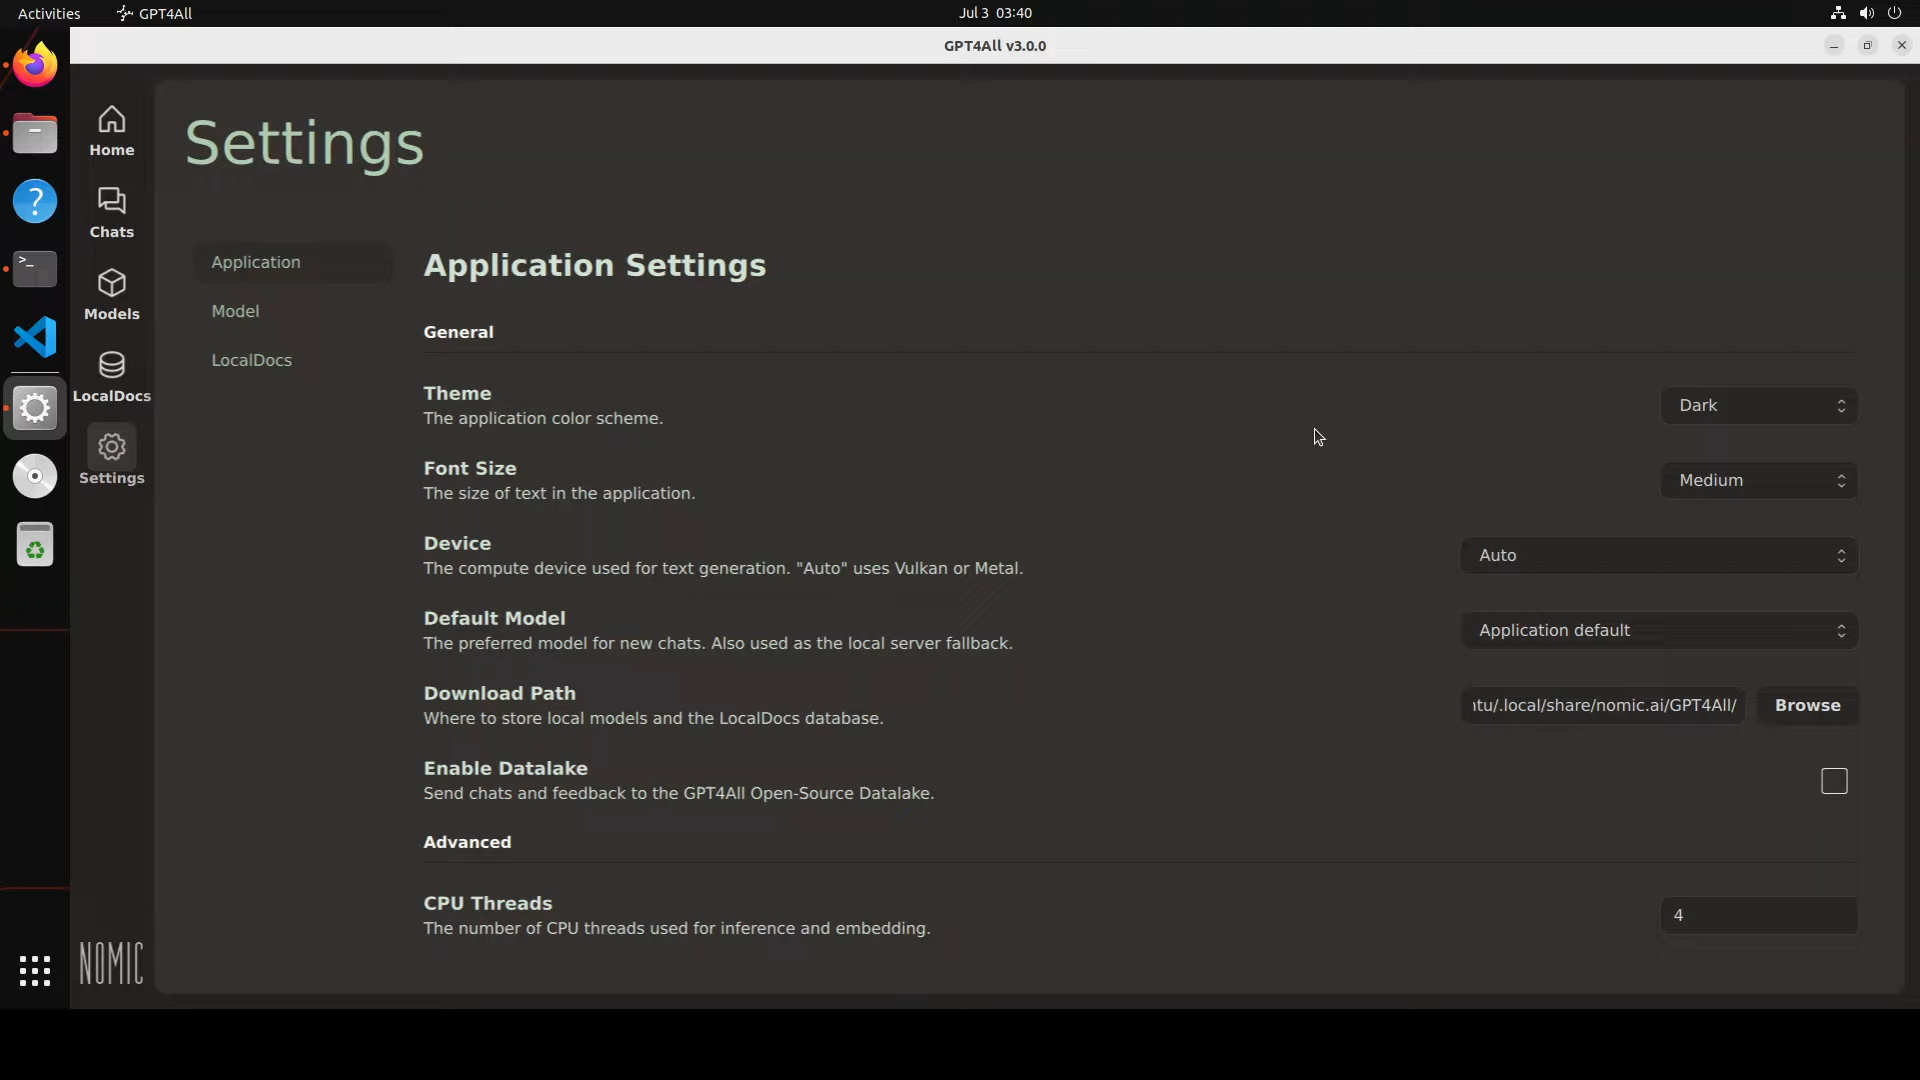 Activities
GPT4All
Jul 3 03:40
GPT4All v3.0.0
Home
Chats
Models
LocalDocs
Settings
NOMIC
Settings
Application
Model
LocalDocs
Application Settings
General
Theme
The application color scheme.
Dark
Font Size
The size of text in the application.
Medium
Device
The compute device used for text generation. "Auto" uses Vulkan or Metal.
Auto
Default Model
The preferred model for new chats. Also used as the local server fallback.
Application default
Download Path
Where to store local models and the LocalDocs database.
ntu/.local/share/nomic.ai/GPT4All/
Browse
Enable Datalake
Send chats and feedback to the GPT4All Open-Source Datalake.
Advanced
CPU Threads
The number of CPU threads used for inference and embedding.
4